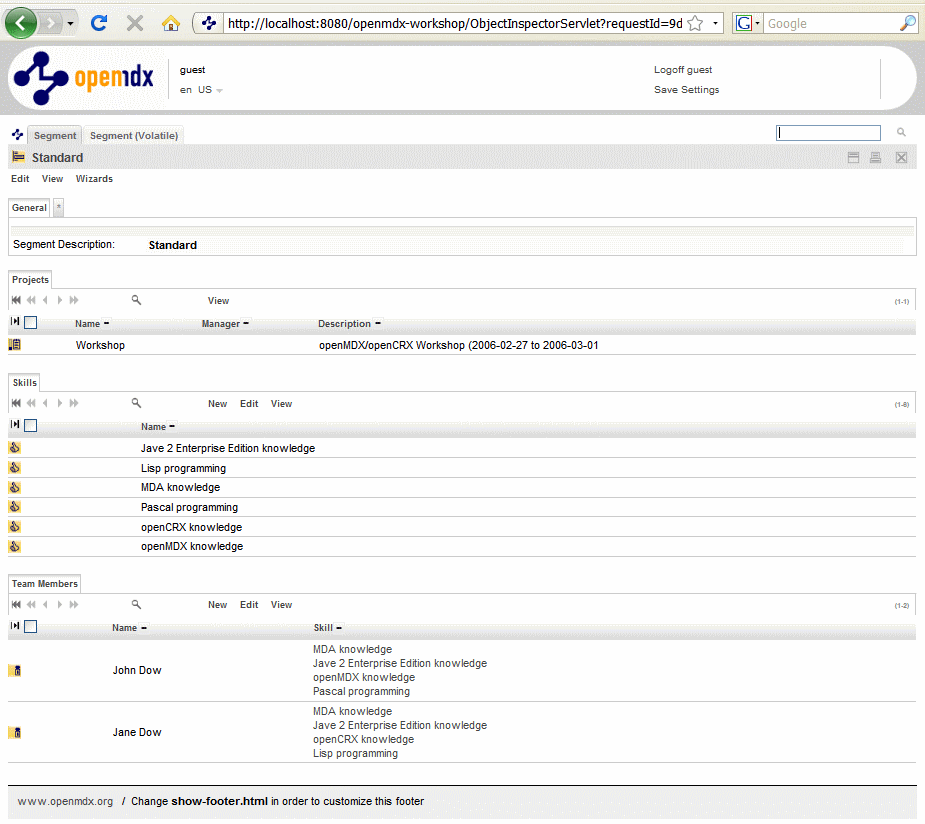 http://localhost:8080/openmdx-workshop/ObjectInspectorServlet?requestId=9d
G Google
openmdx
guest
Logoff guest
en US
Save Settings
Segment Segment (Volatile)
Standard
Edit View Wizards
General *
Segment Description: Standard
Projects
View (1-1)
Name Manager Description
Workshop openMDX/openCRX Workshop (2006-02-27 to 2006-03-01
Skills
New Edit View (1-6)
Name
Jave 2 Enterprise Edition knowledge
Lisp programming
MDA knowledge
Pascal programming
openCRX knowledge
openMDX knowledge
Team Members
New Edit View (1-2)
Name Skill
John Dow
MDA knowledge
Jave 2 Enterprise Edition knowledge
openMDX knowledge
Pascal programming
Jane Dow
MDA knowledge
Jave 2 Enterprise Edition knowledge
openCRX knowledge
Lisp programming
www.openmdx.org / Change show-footer.html in order to customize this footer